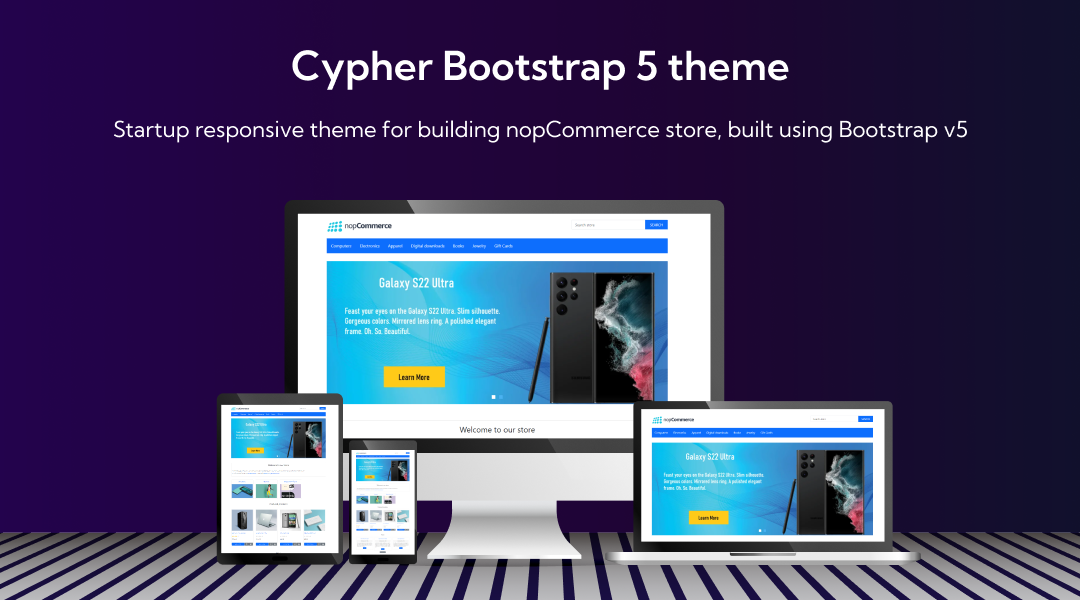 Cypher Bootstrap 5 theme
Startup responsive theme for building nopCommerce store, built using Bootstrap v5
nopCommerce
Search store
SEARCH
Computers Electronics Apparel Digital downloads Books Jewelry Gift Cards
Galaxy S22 Ultra
Feast your eyes on the Galaxy S22 Ultra. Slim silhouette.
Gorgeous colors. Mirrored lens ring. A polished elegant
frame. Oh. So. Beautiful.
Learn More
Welcome to our store
nopCommerce
Computers Electronics Apparel Digital downloads Books Jewelry Gift Cards
Galaxy S22 Ultra
Feast your eyes on the Galaxy S22 Ultra. Slim silhouette.
Gorgeous colors. Mirrored lens ring. A polished elegant
frame. Oh. So. Beautiful.
Learn More